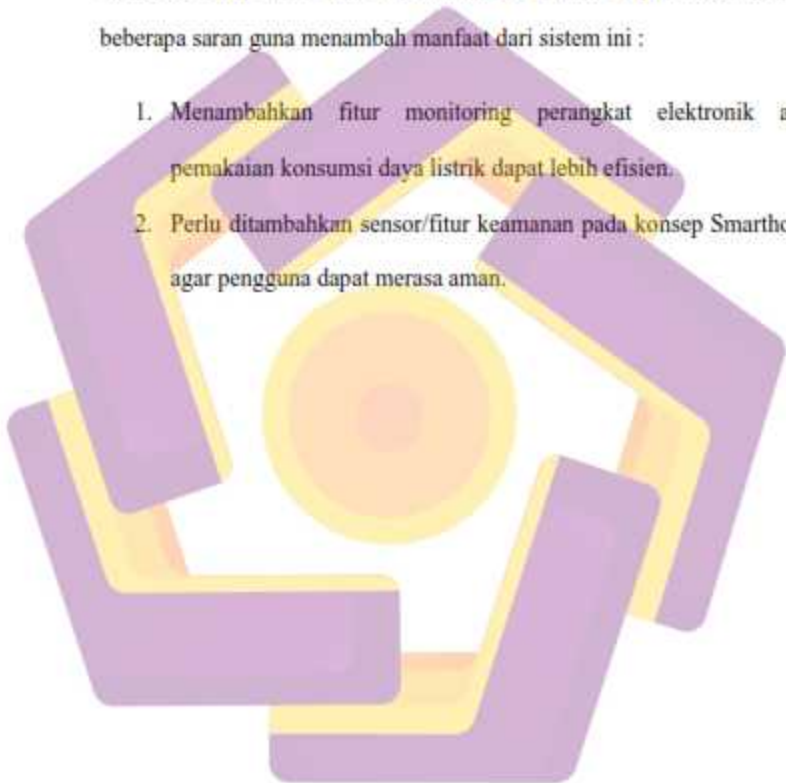 beberapa saran guna menambah manfaat dari sistem ini :
1. Menambahkan fitur monitoring perangkat elektronik
pemakaian konsumsi daya listrik dapat lebih efisien.
2. Perlu ditambahkan sensor/fitur keamanan pada konsep
agar pengguna dapat merasa aman.